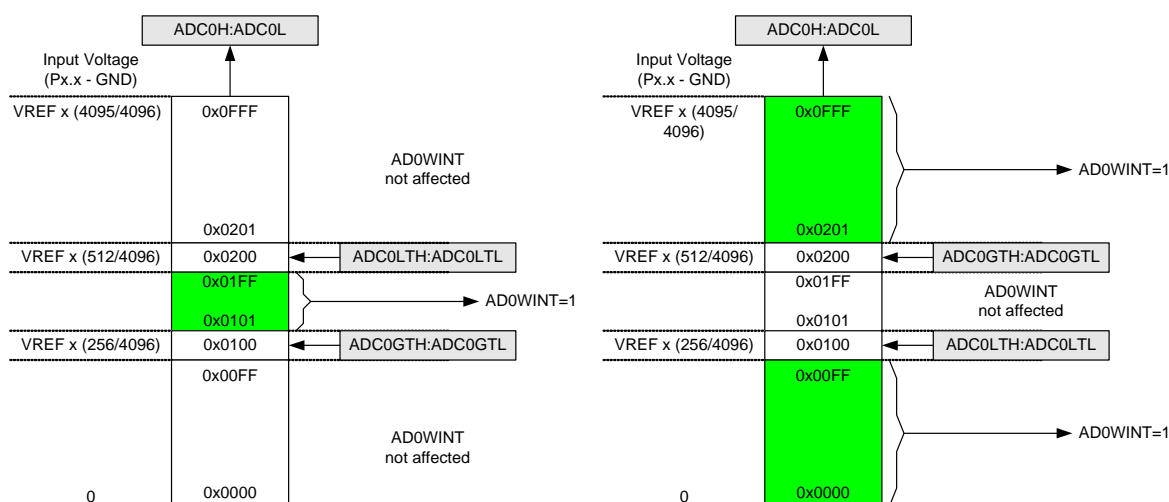 ADC0H:ADC0L
Input Voltage
(Px.x - GND)
VREF x (4095/4096)
0x0FFF
AD0WINT
not affected
0x0201
VREF x (512/4096)
0x0200
ADC0LTH:ADC0LTL
0x01FF
AD0WINT=1
0x0101
VREF x (256/4096)
0x0100
ADC0GTH:ADC0GTL
0x00FF
AD0WINT
not affected
0
0x0000
ADC0H:ADC0L
Input Voltage
(Px.x - GND)
VREF x (4095/
4096)
0x0FFF
AD0WINT=1
0x0201
VREF x (512/4096)
0x0200
ADC0GTH:ADC0GTL
0x01FF
AD0WINT
not affected
0x0101
VREF x (256/4096)
0x0100
ADC0LTH:ADC0LTL
0x00FF
AD0WINT=1
0
0x0000